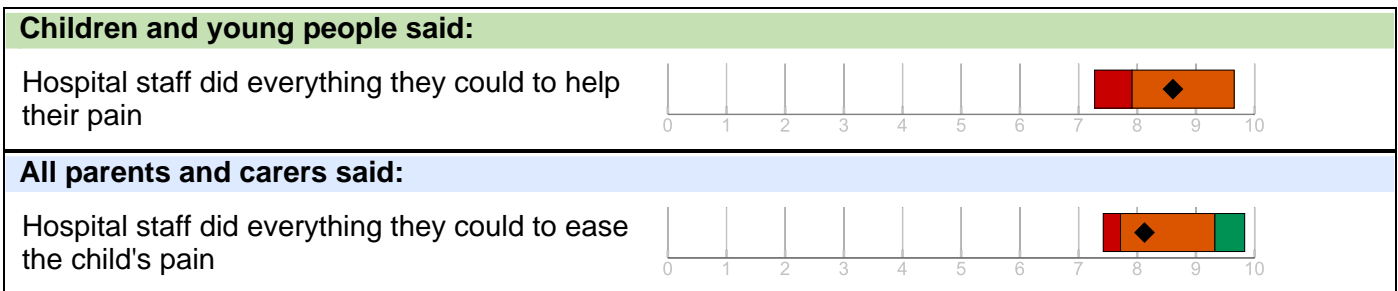 Children and young people said:
Hospital staff did everything they could to help
their pain
0 1 2 3 4 5 6 7 8 9 10
All parents and carers said:
Hospital staff did everything they could to ease
the child's pain
0 1 2 3 4 5 6 7 8 9 10